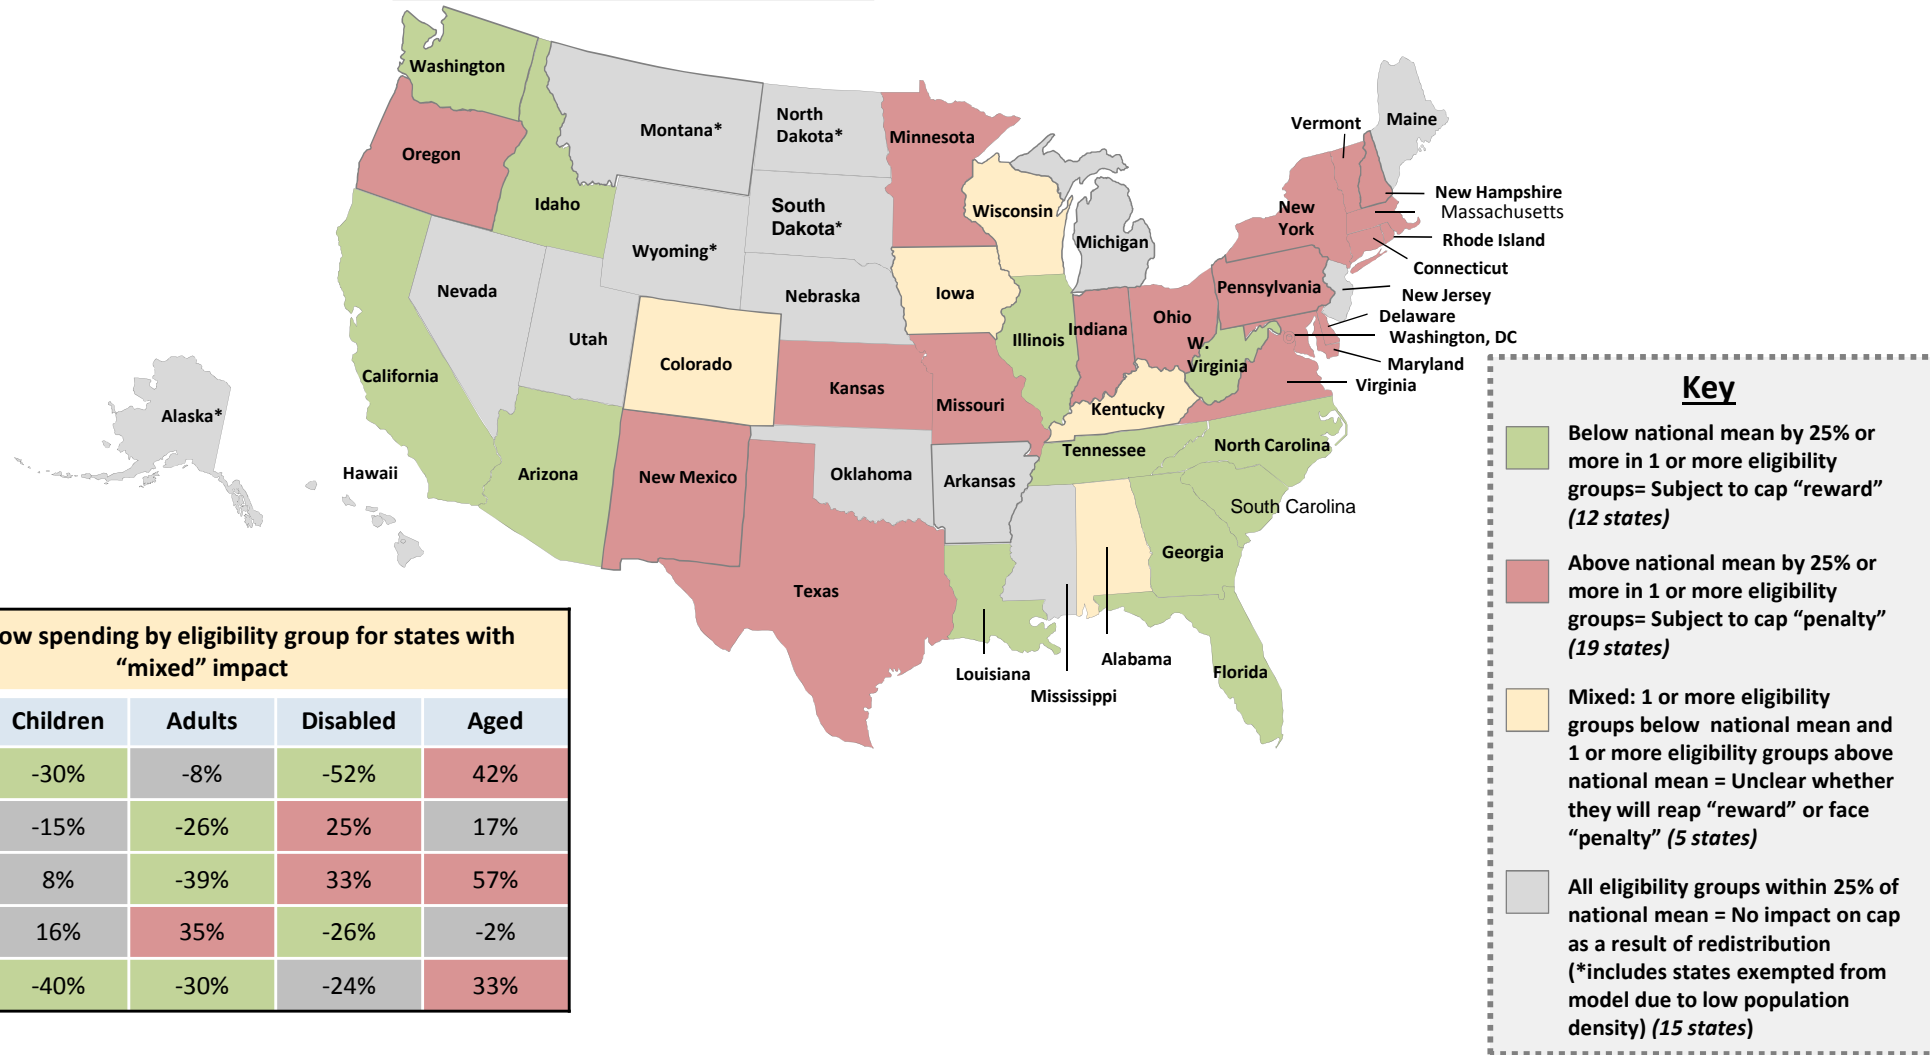 Washington
Oregon
Idaho
Montana*
North
Dakota*
South
Dakota*
Wyoming*
Nebraska
Nevada
Utah
Colorado
California
Arizona
New Mexico
Kansas
Oklahoma
Texas
Minnesota
Wisconsin
Iowa
Illinois
Missouri
Arkansas
Michigan
Indiana
Ohio
W.
Virginia
Kentucky
Tennessee
North Carolina
South Carolina
Georgia
Florida
Alabama
Mississippi
Louisiana
Alaska*
Hawaii
Pennsylvania
New
York
Vermont
Maine
New Hampshire
Massachusetts
Rhode Island
Connecticut
New Jersey
Delaware
Washington, DC
Maryland
Virginia
Key
Below national mean by 25% or
more in 1 or more eligibility
groups= Subject to cap “reward”
(12 states)
Above national mean by 25% or
more in 1 or more eligibility
groups= Subject to cap “penalty”
(19 states)
Mixed: 1 or more eligibility
groups below national mean and
1 or more eligibility groups above
national mean = Unclear whether
they will reap “reward” or face
“penalty” (5 states)
All eligibility groups within 25% of
national mean = No impact on cap
as a result of redistribution
(*includes states exempted from
model due to low population
density) (15 states)
spending by eligibility group for states with
“mixed” impact
Children Adults Disabled Aged
-30% -8% -52% 42%
-15% -26% 25% 17%
8% -39% 33% 57%
16% 35% -26% -2%
-40% -30% -24% 33%